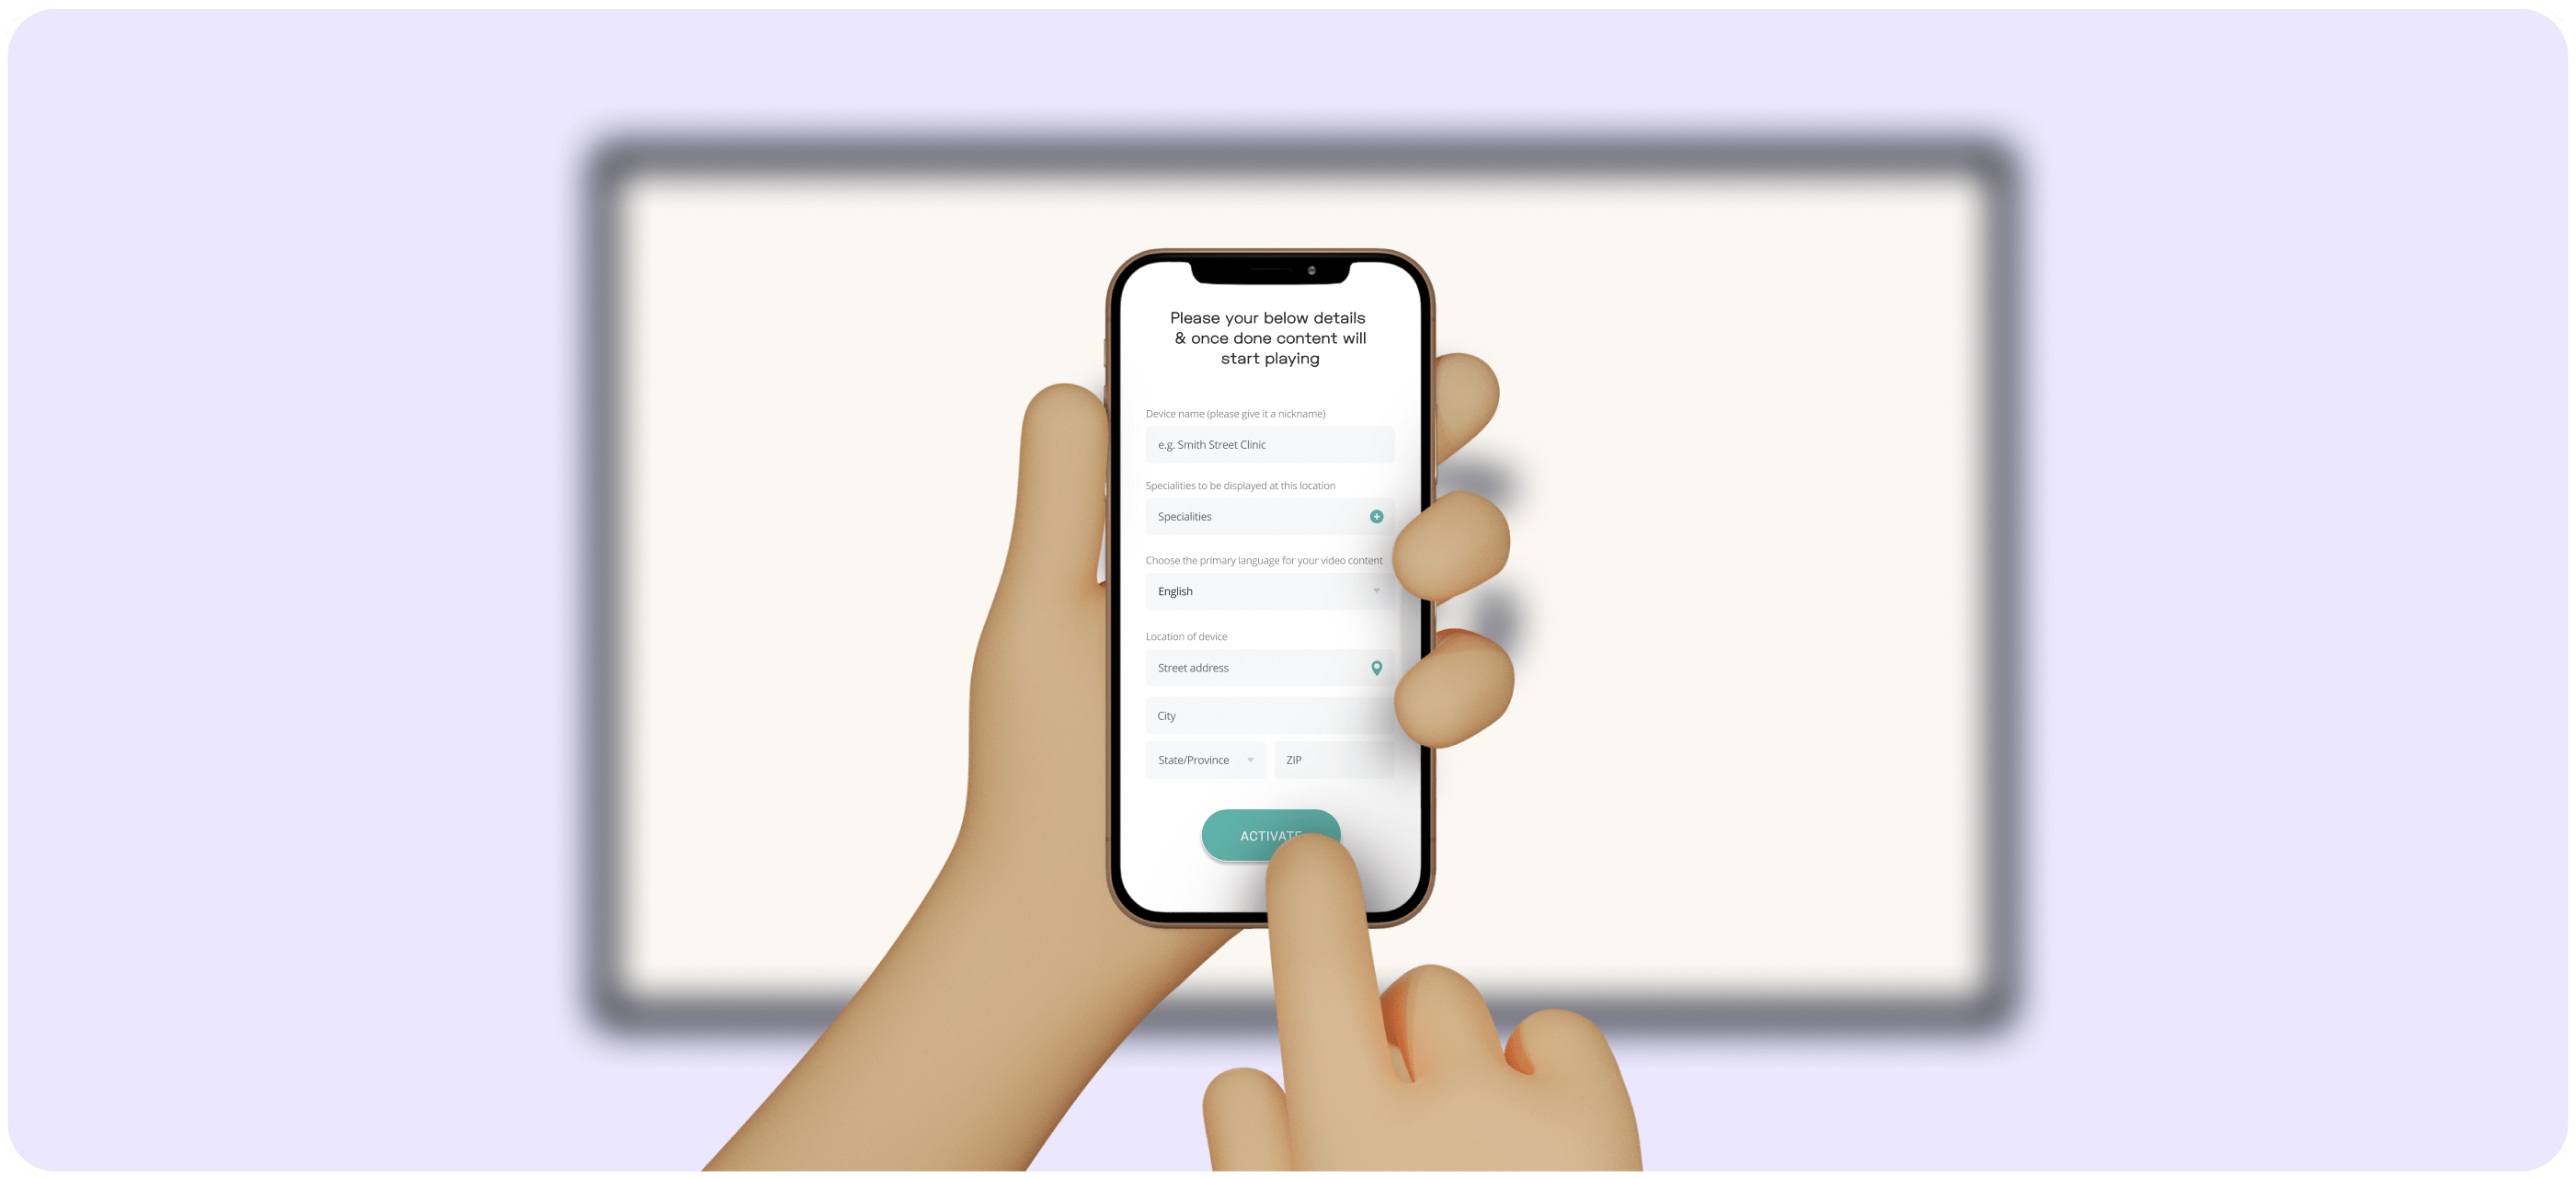 Please your below details
& once done content will
start playing
Device name (please give it a nickname)
e.g. Smith Street Clinic
Specialities to be displayed at this location
Specialities
Choose the primary language for your video content
English
Location of device
Street address
City
State/Province ZIP
ACTIVATE